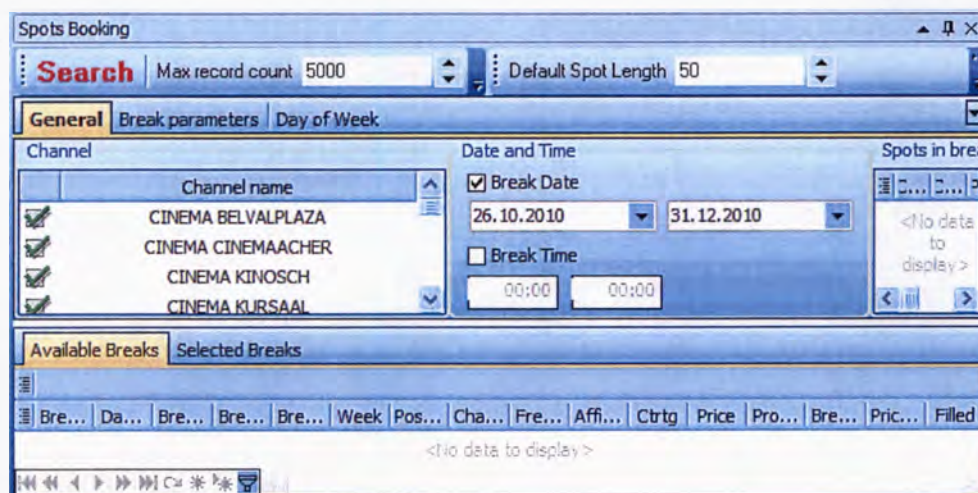 Spots Booking
Search Max record count 5000 Default Spot Length 50
General Break parameters Day of Week
Channel Date and Time Spots in brea
Channel name
CINEMA BELVALPLAZA
CINEMA CINEMAACHER
CINEMA KINOSCH
CINEMA KURSAAL
Break Date
26.10.2010 31.12.2010
Break Time
00:00 00:00
<No data
to
display>
Available Breaks Selected Breaks
Bre... Da... Bre... Bre... Bre... Week Pos... Cha... Fre... Affi... Ctrtg Price Pro... Bre... Pric... Filled
<No data to display>